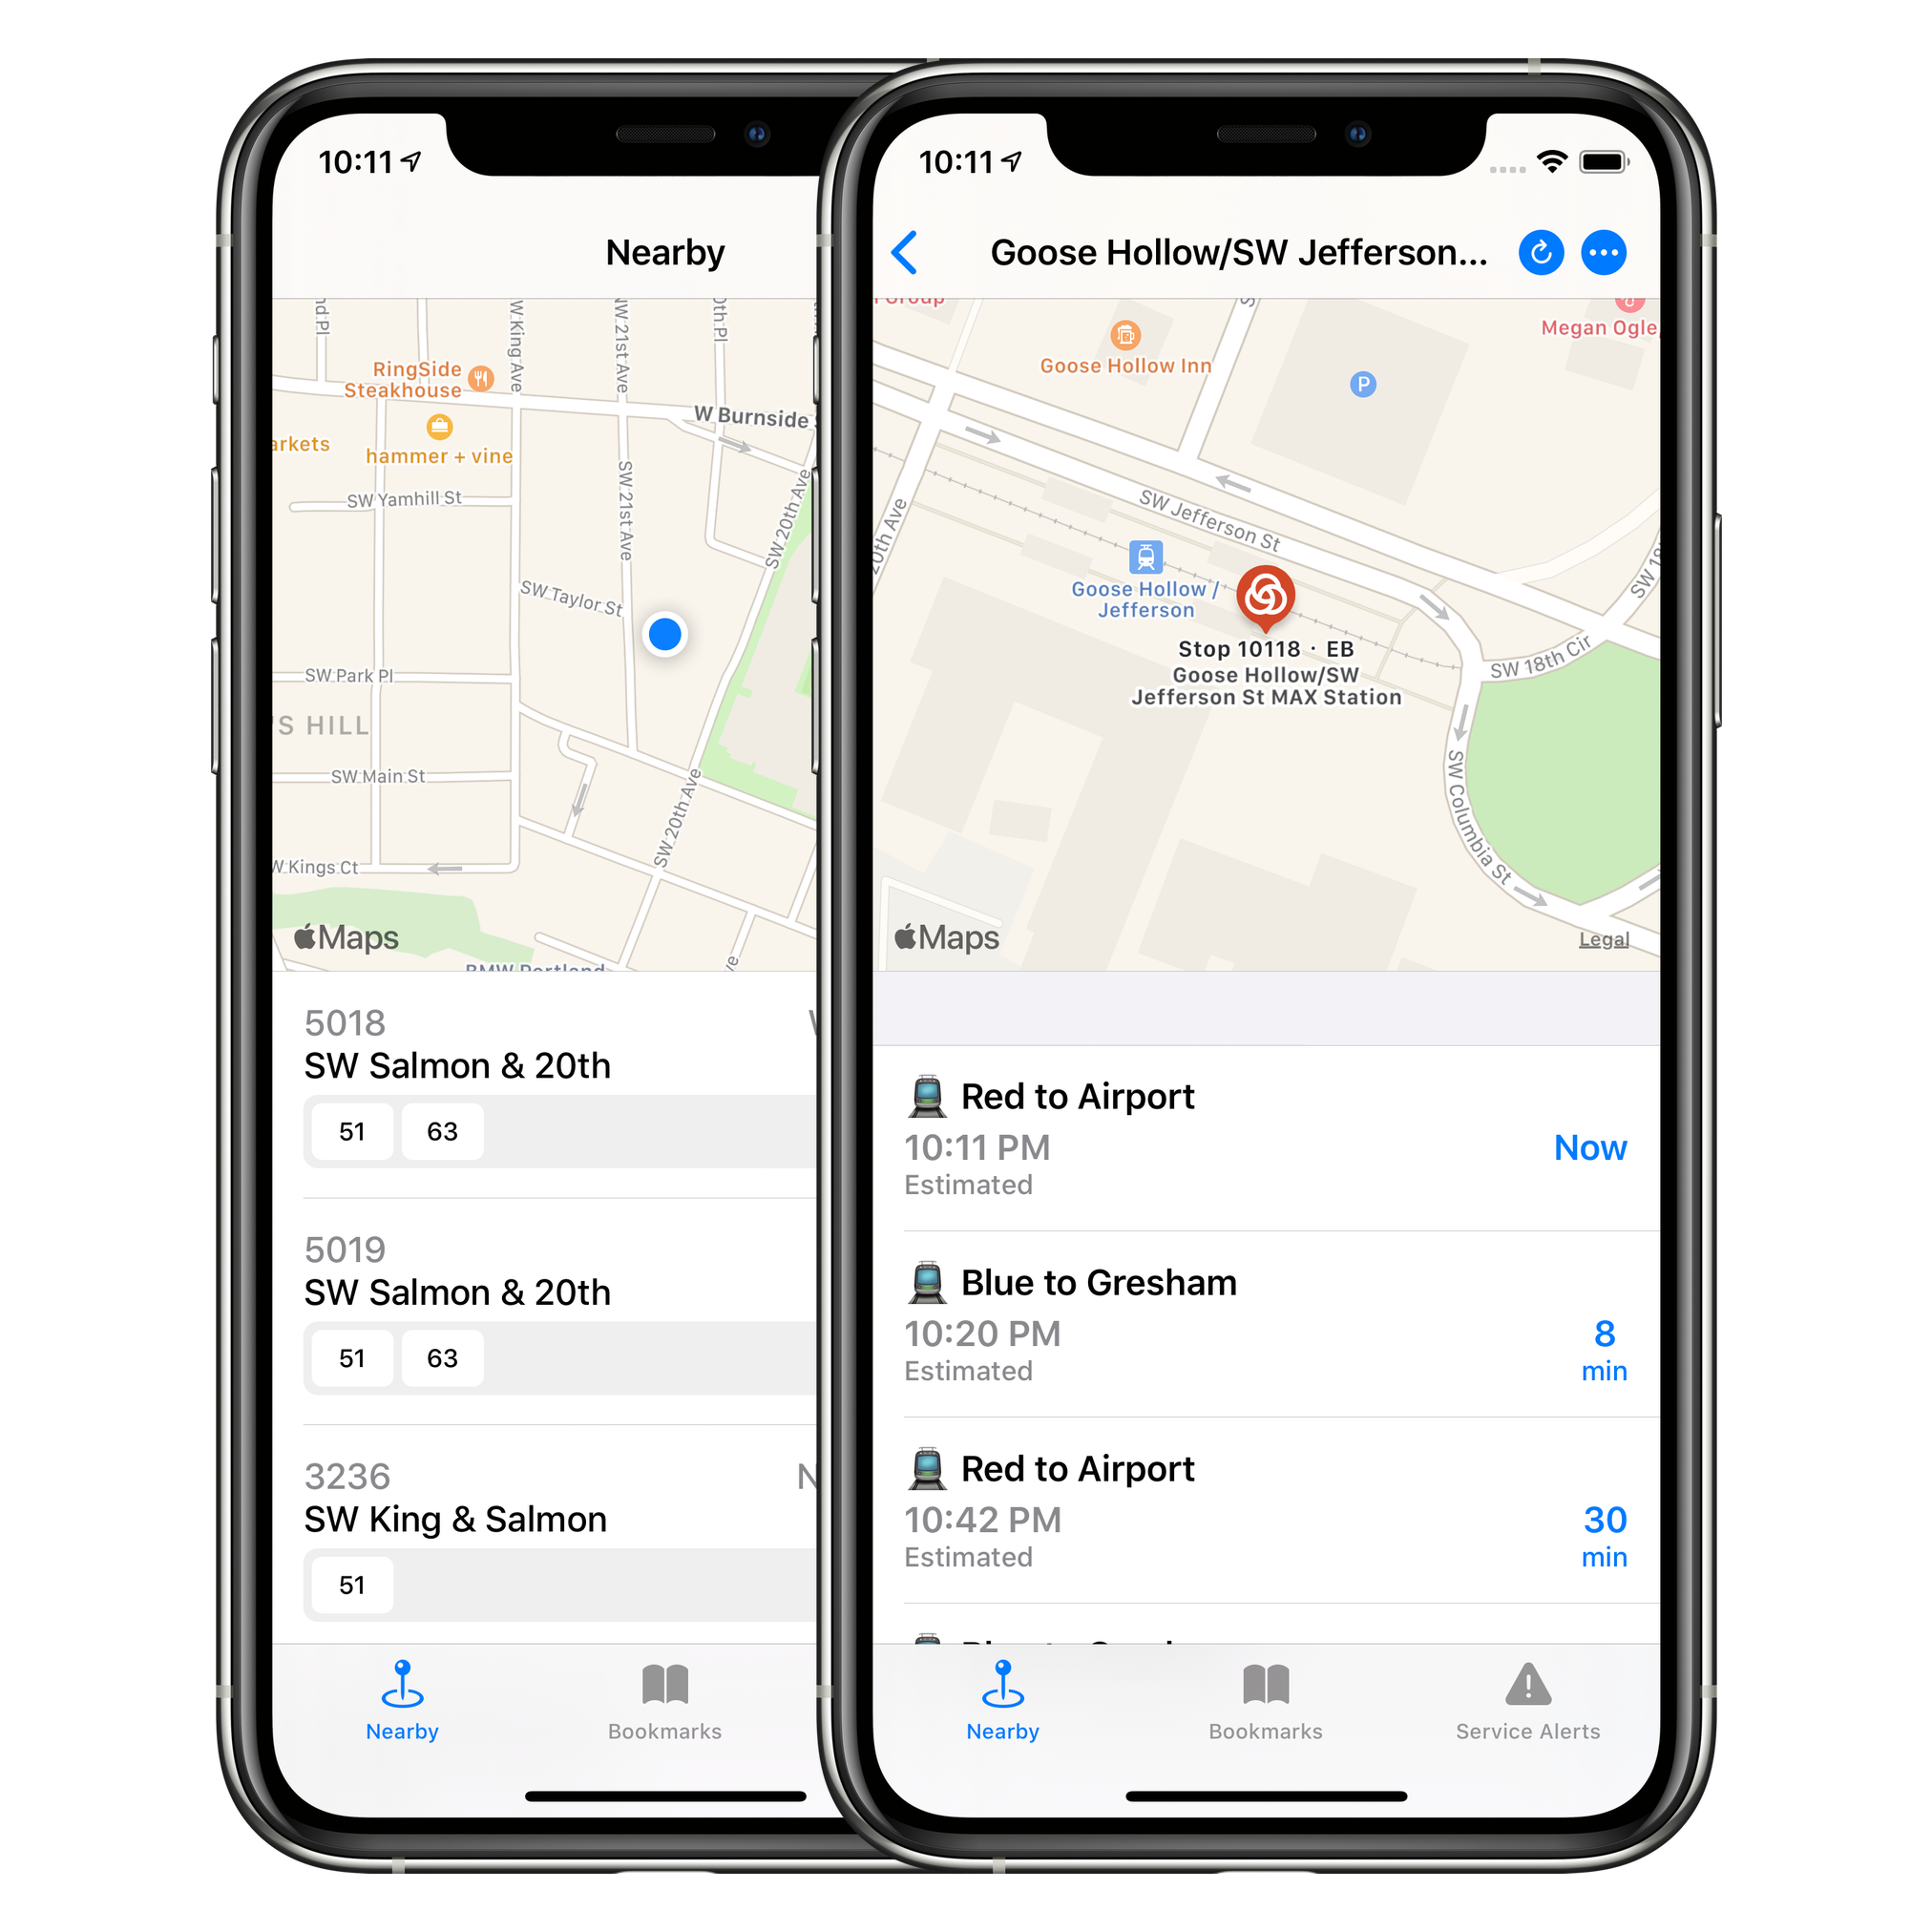 10:11
Nearby
nd Pl
W King Ave
NW 21st Ave
0th Pl
RingSide
Steakhouse
W Burnside
arkets
hammer + vine
SW Yamhill St
SW 21st Ave
SW 20th Ave
SW Taylor St
SW Park Pl
'S HILL
SW Main St
SW 20th Ave
W Kings Ct
Maps
BMW Portland
ve
5018
SW Salmon & 20th
51
63
5019
SW Salmon & 20th
51
63
3236
N
SW King & Salmon
51
Nearby
Bookmarks
10:11
Goose Hollow/SW Jefferson...
Group
Goose Hollow Inn
P
Megan Ogle,
SW Jefferson St
20th Ave
Goose Hollow /
Jefferson
Stop 10118 · EB
Goose Hollow/SW
Jefferson St MAX Station
SW 18th Cir
SW 18
SW Columbia St
Maps
Legal
Red to Airport
10:11 PM
Now
Estimated
Blue to Gresham
10:20 PM
8
Estimated
min
Red to Airport
10:42 PM
30
Estimated
min
Nearby
Bookmarks
Service Alerts